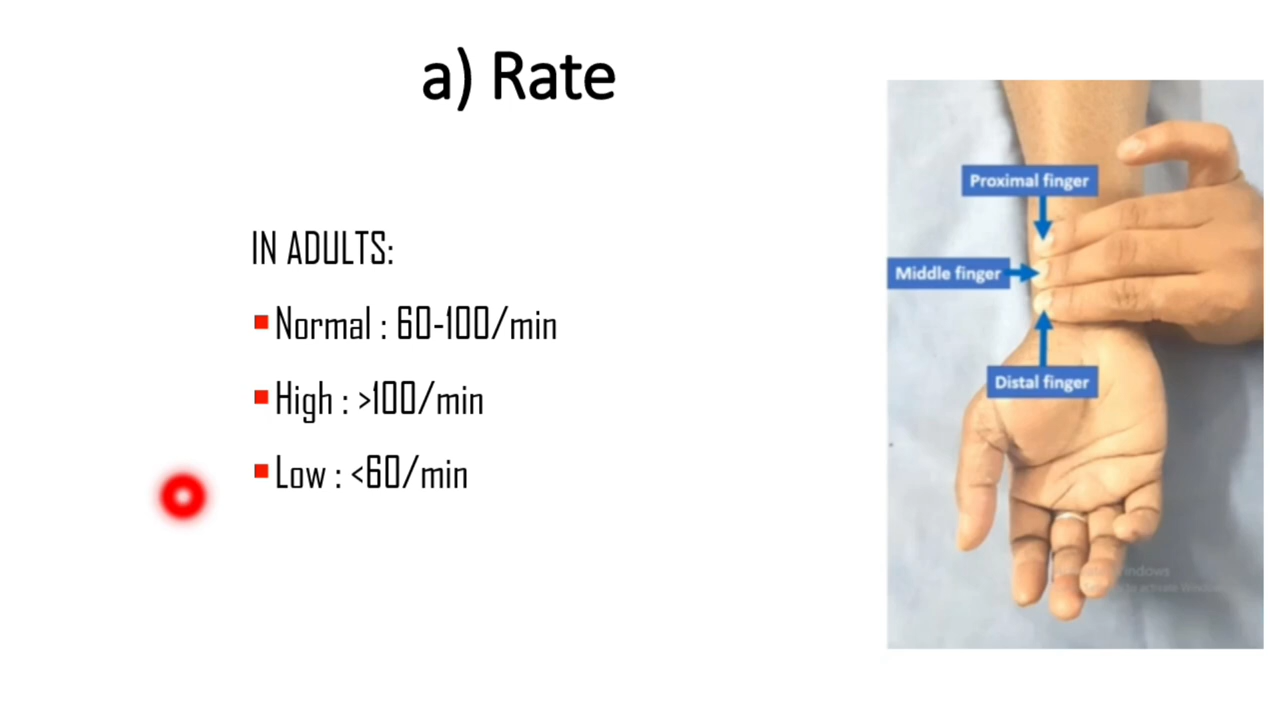 a) Rate
IN ADULTS:
Normal : 60-100/min
High : >100/min
Low : <60/min
Proximal finger
Middle finger
Distal finger